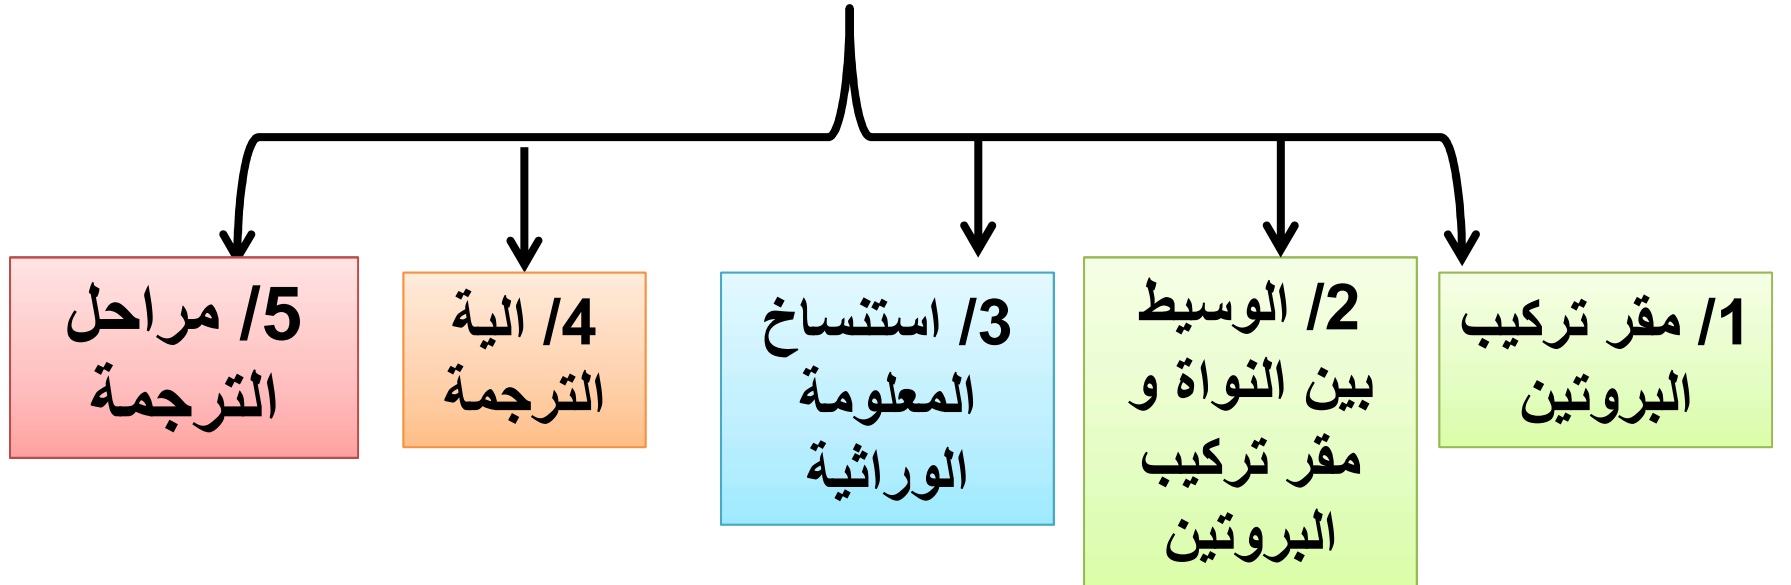 1/ مقر تركيب
البروتين
2/ الوسيط
بين النواة و
مقر تركيب
البروتين
3/ استنساخ
المعلومة
الوراثية
4/ الية
الترجمة
5/ مراحل
الترجمة